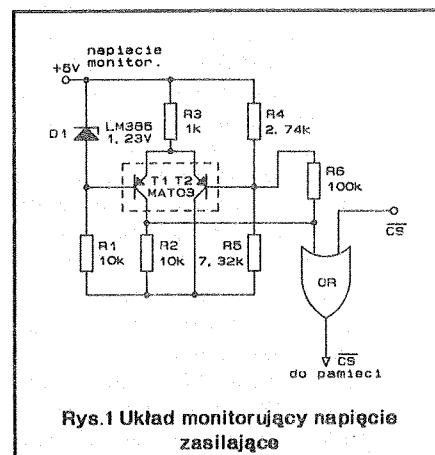 napiacie
monitor.
+5V
R3
1k
R4
2,74k
D1
LM385
1,23V
T1 T2
MAT03
R6
100k
R1
10k
R2
10k
R5
7,32k
CS
OR
CS
do pamieci
Rys.1 Układ monitorujący napięcie
zasilające